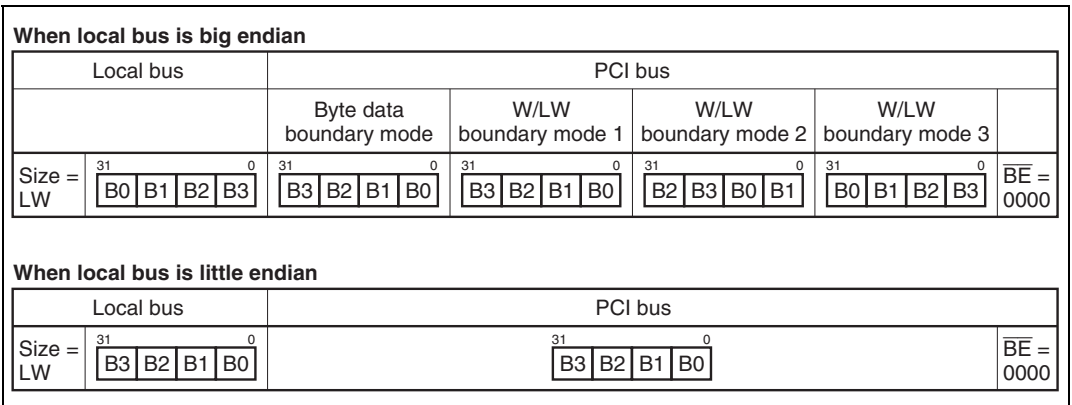 When local bus is big endian
Local bus PCI bus
Byte data boundary mode W/LW boundary mode 1 W/LW boundary mode 2 W/LW boundary mode 3
31 0 31 0 31 0 31 0 31 0
Size = LW B0 B1 B2 B3 B3 B2 B1 B0 B3 B2 B1 B0 B2 B3 B0 B1 B0 B1 B2 B3 B̅E̅ = 0000
When local bus is little endian
Local bus PCI bus
31 0 31 0
Size = LW B3 B2 B1 B0 B3 B2 B1 B0 B̅E̅ = 0000